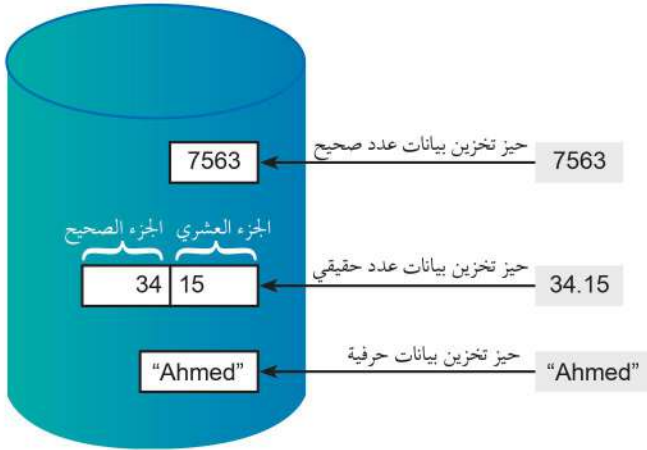 حيز تخزين بيانات عدد صحيح
7563
7563
الجزء العشري
الجزء الصحيح
حيز تخزين بيانات عدد حقيقي
34.15
15
34
حيز تخزين بيانات حرفية
“Ahmed”
“Ahmed”